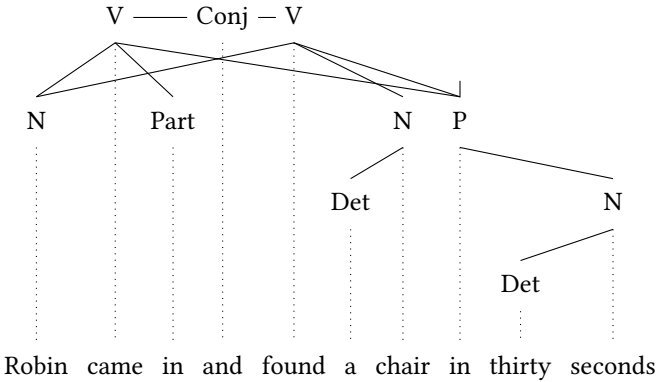 V Conj V
N Part N P
Det N
Det
Robin came in and found a chair in thirty seconds